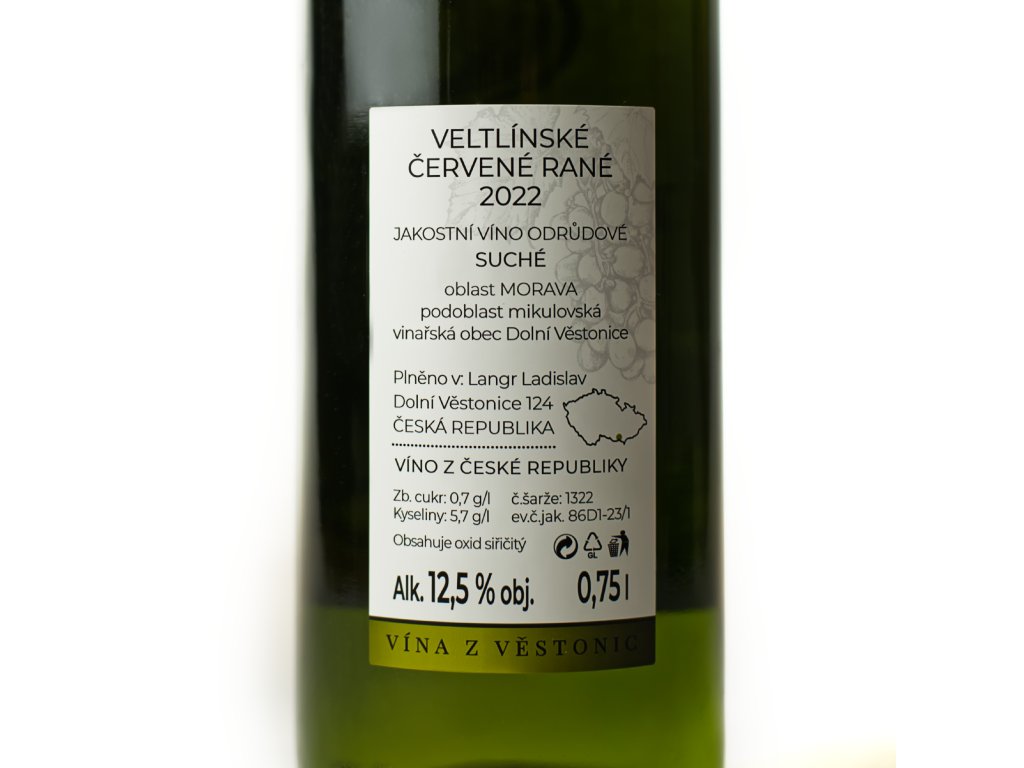 VELTLÍNSKÉ
ČERVENÉ RANÉ
2022
JAKOSTNÍ VÍNO ODRŮDOVÉ
SUCHÉ
oblast MORAVA
podoblast mikulovská
vinařská obec Dolní Věstonice
Plněno v: Langr Ladislav
Dolní Věstonice 124
ČESKÁ REPUBLIKA
VÍNO Z ČESKÉ REPUBLIKY
Zb. cukr: 0,7 g/l č.šarže: 1322
Kyseliny: 5,7 g/l ev.č.jak. 86D1-23/1
Obsahuje oxid siřičitý
GL
Alk. 12,5 % obj. 0,75 l
VÍNA Z VĚSTONIC